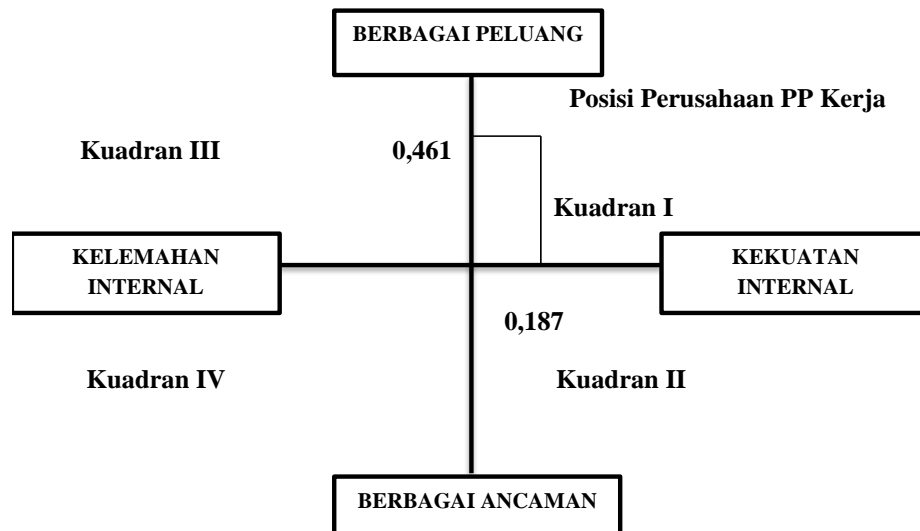 BERBAGAI PELUANG
Posisi Perusahaan PP Kerja
Kuadran III
0,461
Kuadran I
KELEMAHAN
INTERNAL
KEKUATAN
INTERNAL
0,187
Kuadran IV
Kuadran II
BERBAGAI ANCAMAN